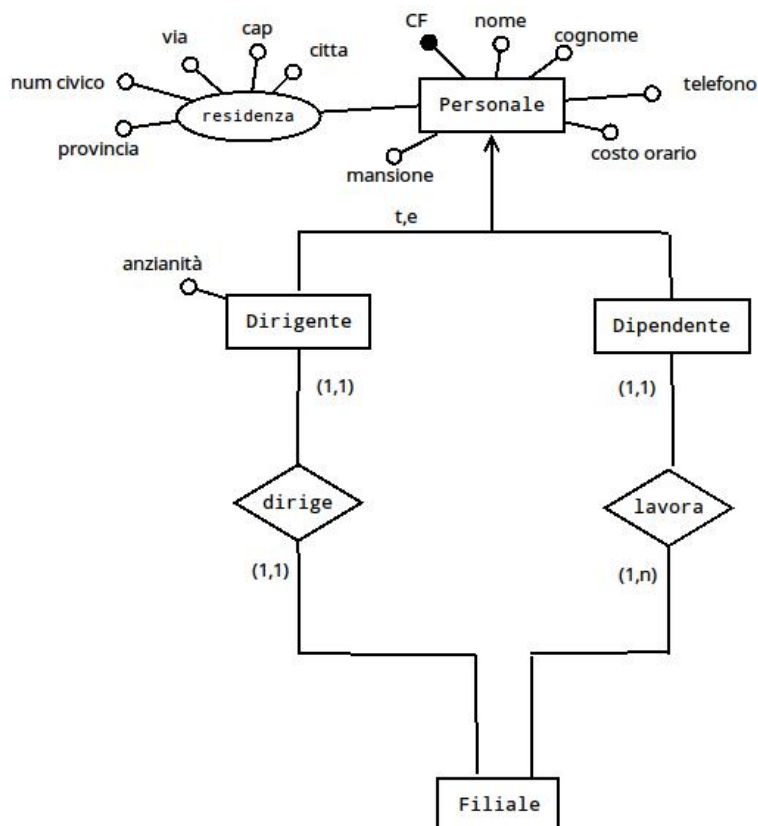 CF
nome
cap
via
citta
cognome
num civico
telefono
Personale
residenza
provincia
costo orario
mansione
t,e
anzianità
Dirigente
Dipendente
(1,1)
(1,1)
dirige
lavora
(1,1)
(1,n)
Filiale